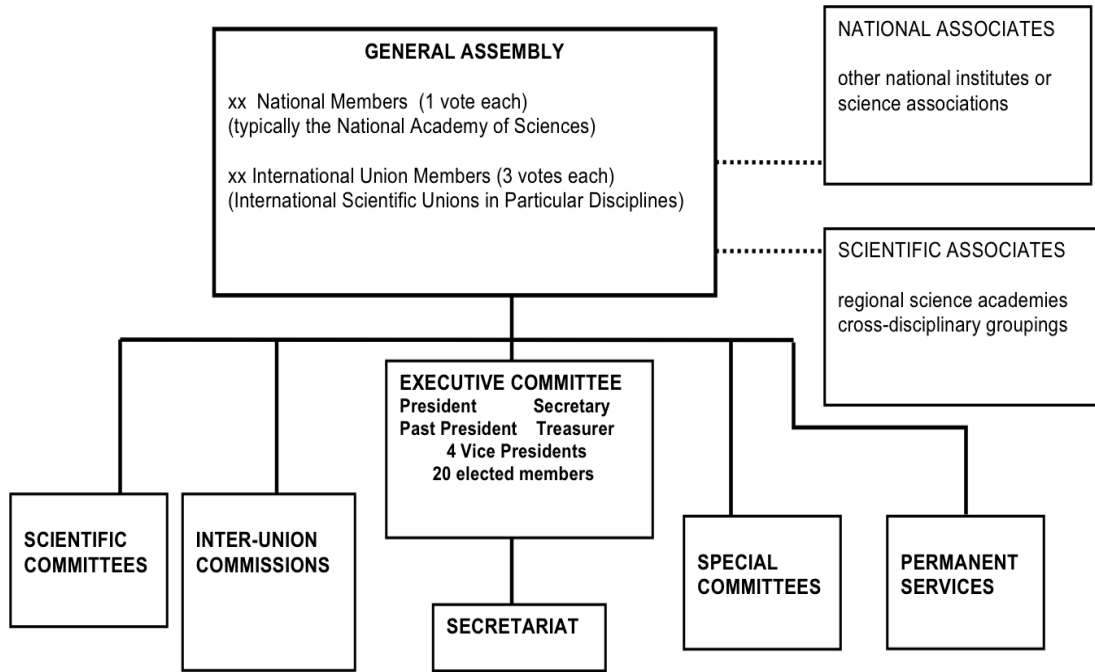 GENERAL ASSEMBLY
xx National Members (1 vote each)
(typically the National Academy of Sciences)
xx International Union Members (3 votes each)
(International Scientific Unions in Particular Disciplines)
NATIONAL ASSOCIATES
other national institutes or
science associations
SCIENTIFIC ASSOCIATES
regional science academies
cross-disciplinary groupings
EXECUTIVE COMMITTEE
President Secretary
Past President Treasurer
4 Vice Presidents
20 elected members
SCIENTIFIC
COMMITTEES
INTER-UNION
COMMISSIONS
SPECIAL
COMMITTEES
PERMANENT
SERVICES
SECRETARIAT